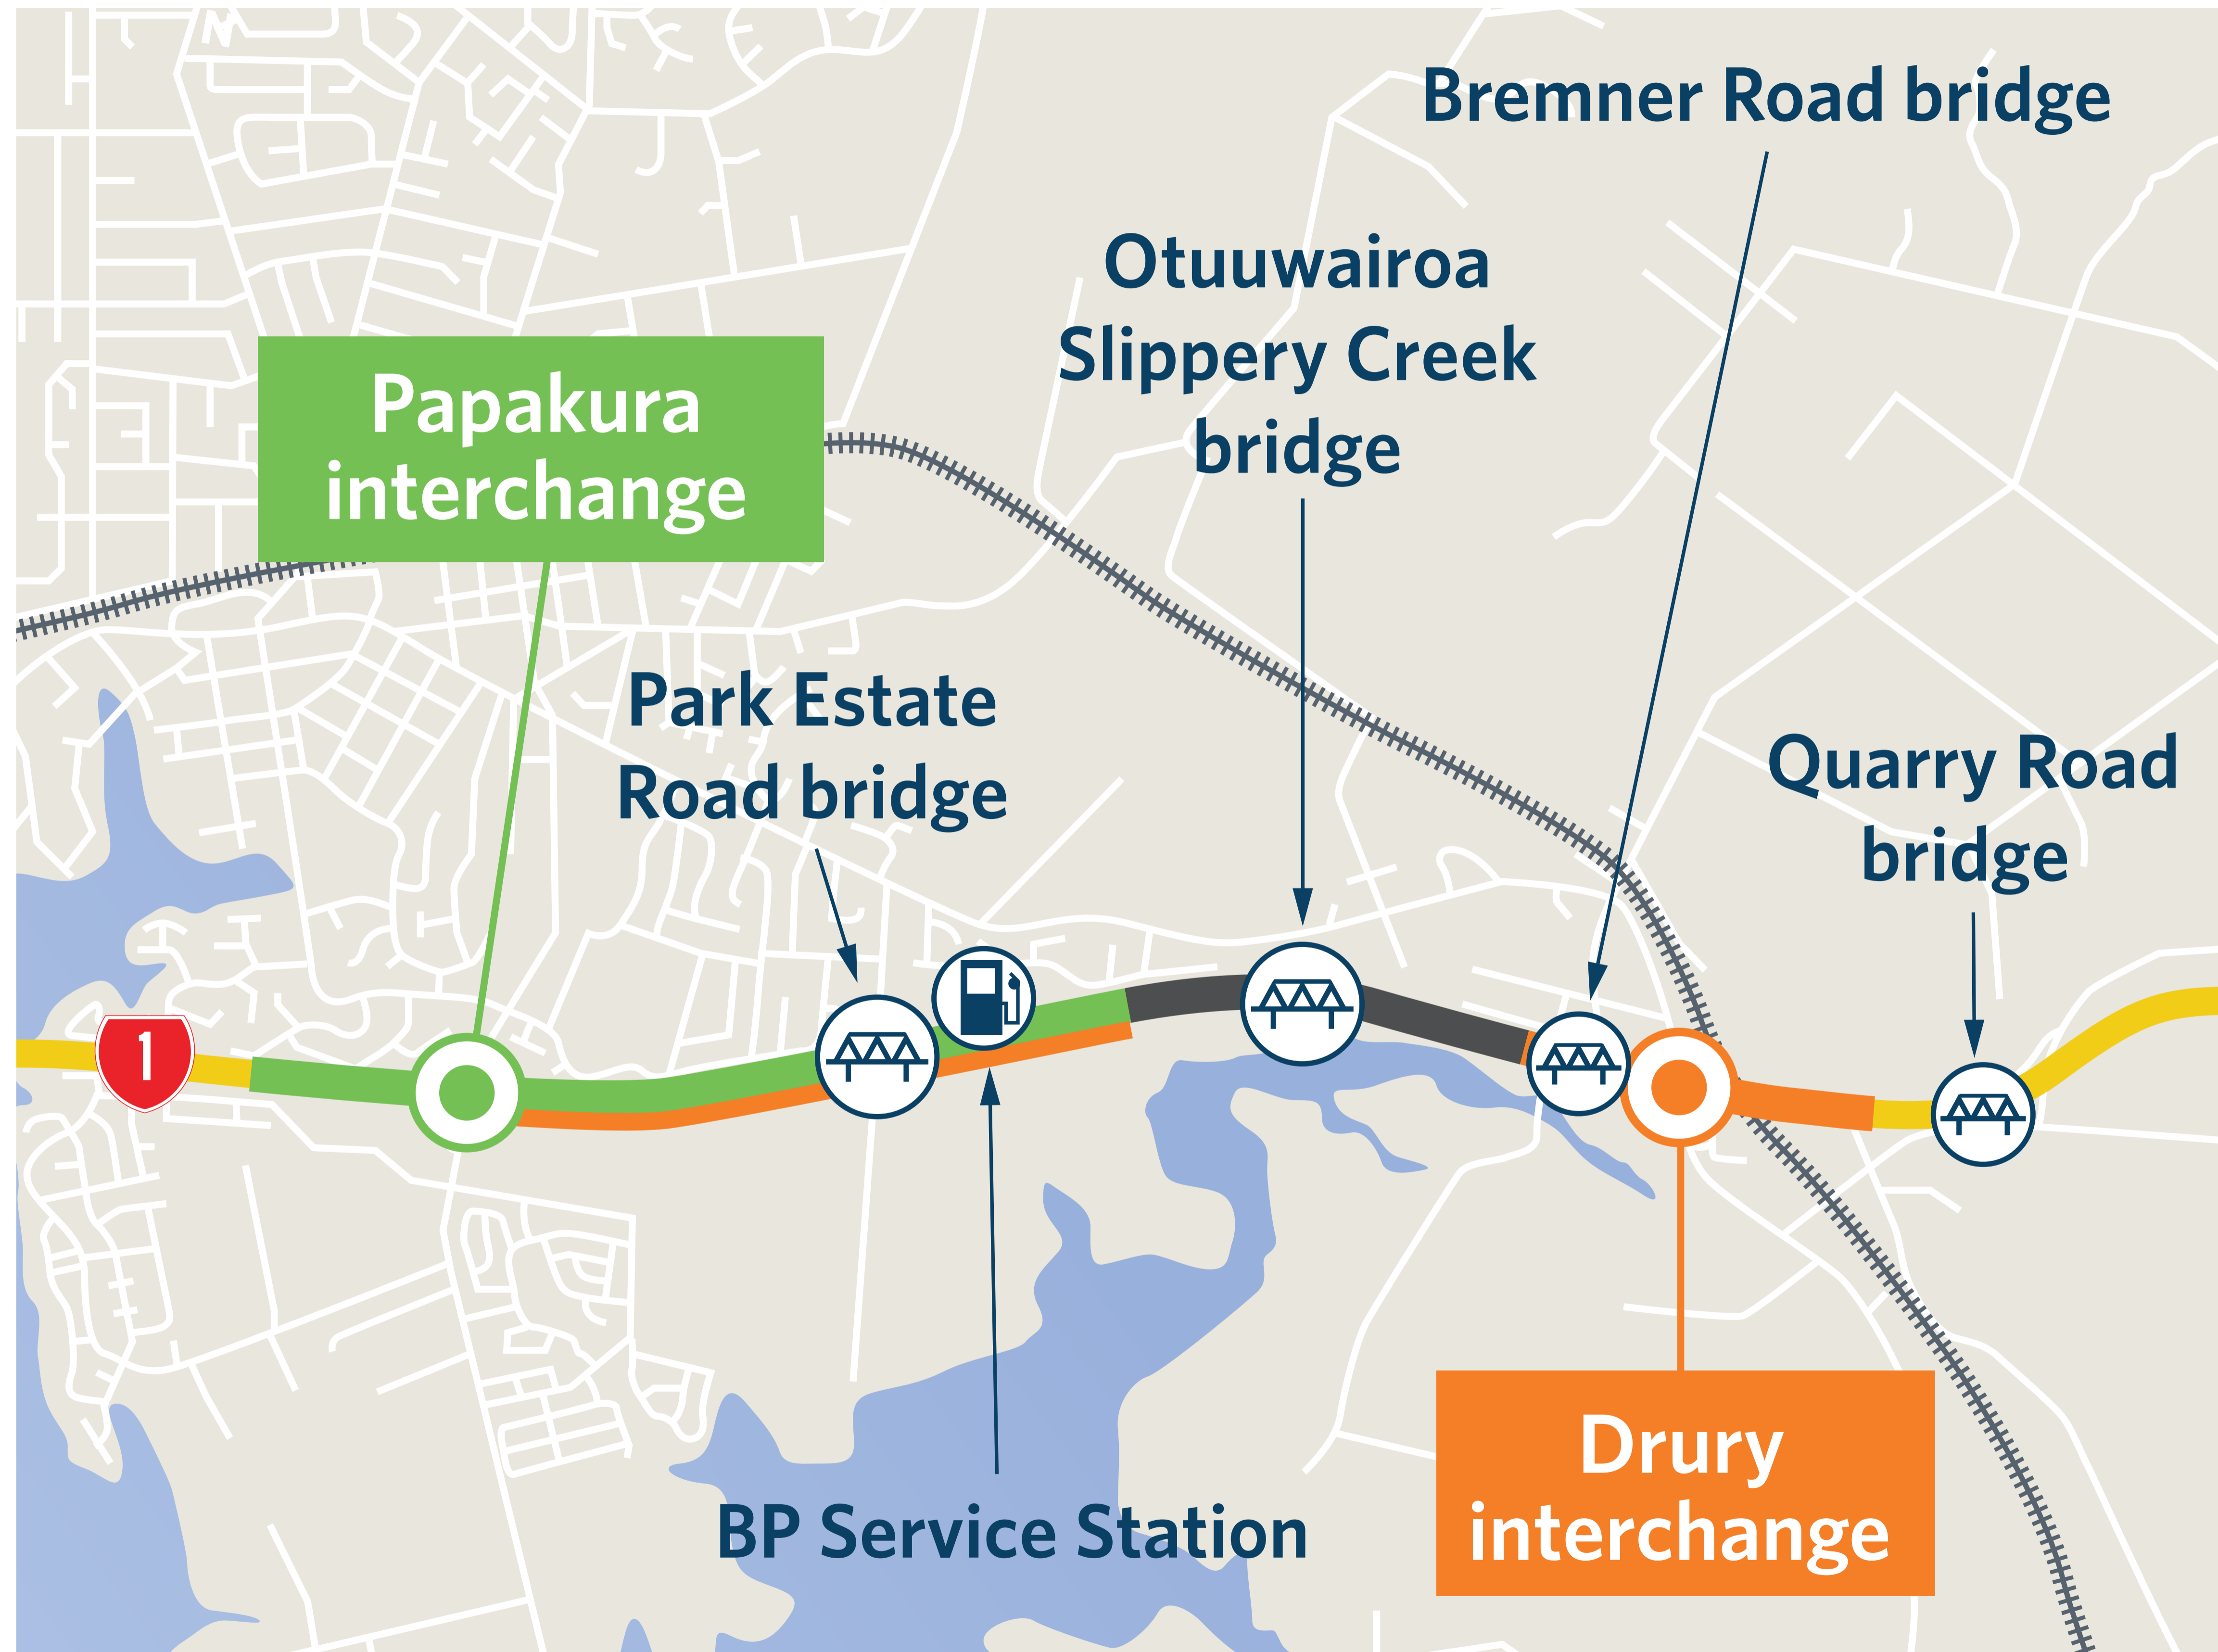 Bremner Road bridge
Otuuwairoa
Slippery Creek
bridge
Papakura
interchange
Park Estate
Road bridge
Quarry Road
bridge
1
Drury
interchange
BP Service Station